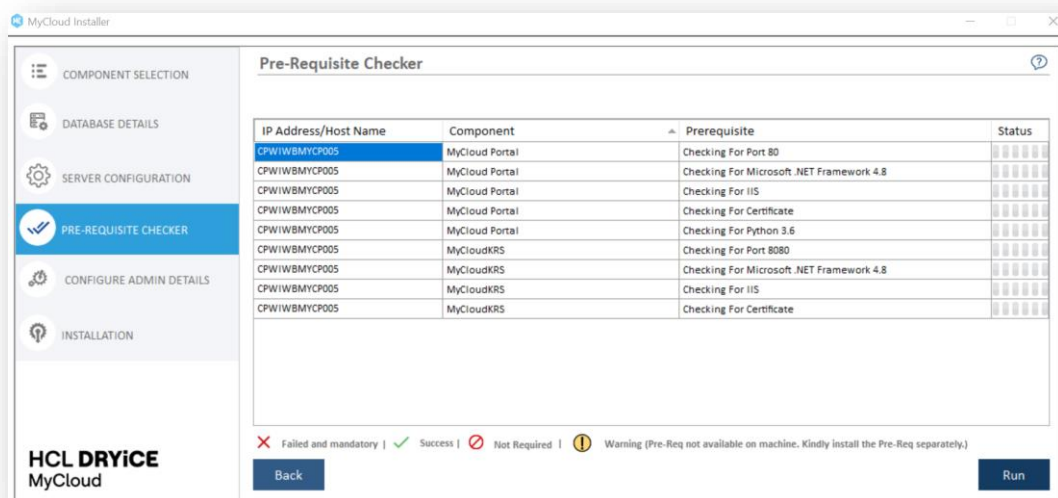 MyCloud Installer
COMPONENT SELECTION
DATABASE DETAILS
SERVER CONFIGURATION
PRE-REQUISITE CHECKER
CONFIGURE ADMIN DETAILS
INSTALLATION
HCL DRYiCE
MyCloud
Pre-Requisite Checker
IP Address/Host Name Component Prerequisite Status
CPWIWBMYCP005 MyCloud Portal Checking For Port 80
CPWIWBMYCP005 MyCloud Portal Checking For Microsoft .NET Framework 4.8
CPWIWBMYCP005 MyCloud Portal Checking For IIS
CPWIWBMYCP005 MyCloud Portal Checking For Certificate
CPWIWBMYCP005 MyCloud Portal Checking For Python 3.6
CPWIWBMYCP005 MyCloudKRS Checking For Port 8080
CPWIWBMYCP005 MyCloudKRS Checking For Microsoft .NET Framework 4.8
CPWIWBMYCP005 MyCloudKRS Checking For IIS
CPWIWBMYCP005 MyCloudKRS Checking For Certificate
Failed and mandatory | Success | Not Required | Warning (Pre-Req not available on machine. Kindly install the Pre-Req separately.)
Back Run